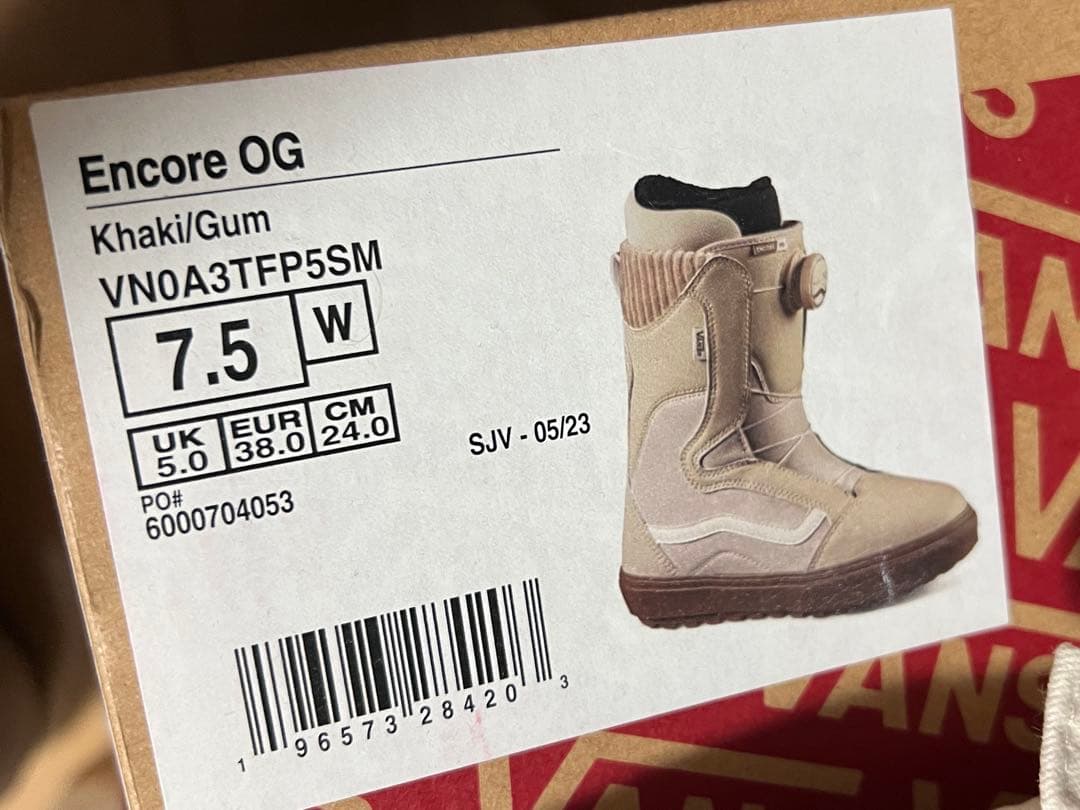 Encore OG
Khaki/Gum
VN0A3TFP5SM
7.5 W
UK EUR CM
5.0 38.0 24.0
PO#
6000704053
SJV - 05/23
1 96573 28420 3
VANS